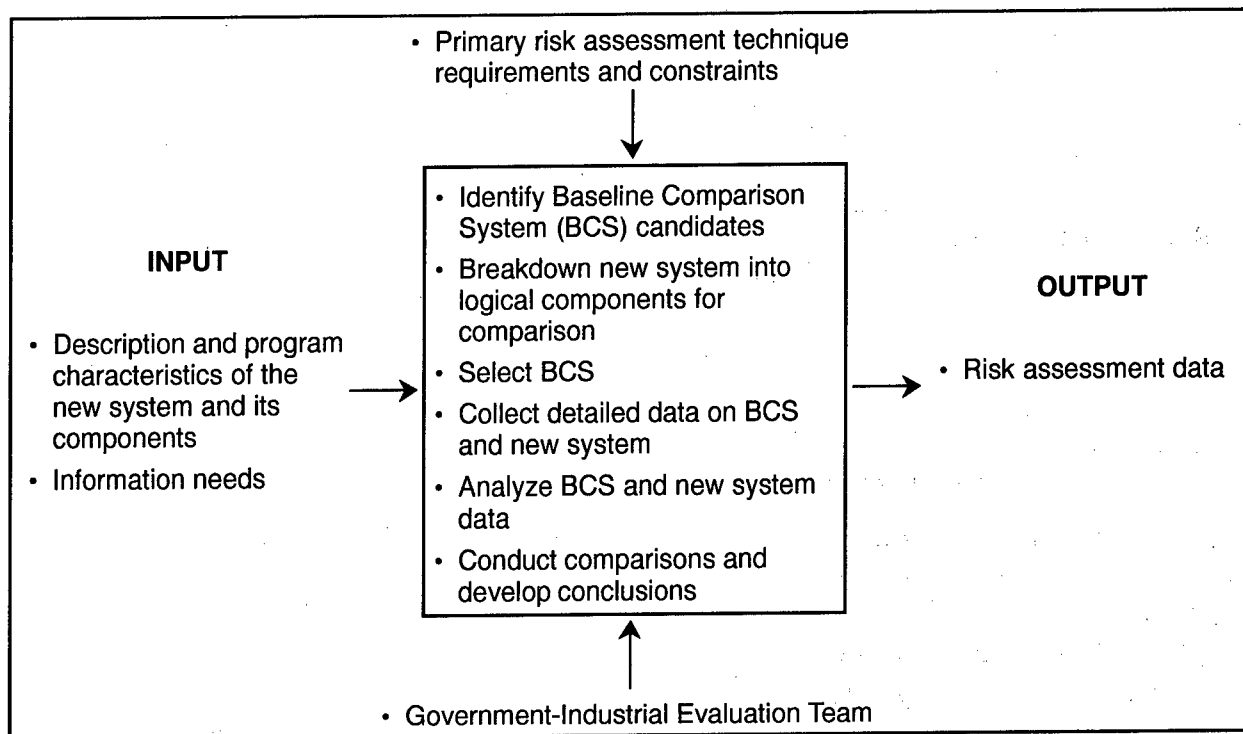 • Primary risk assessment technique
requirements and constraints
INPUT
• Description and program
characteristics of the
new system and its
components
• Information needs
• Identify Baseline Comparison
System (BCS) candidates
• Breakdown new system into
logical components for
comparison
• Select BCS
• Collect detailed data on BCS
and new system
• Analyze BCS and new system
data
• Conduct comparisons and
develop conclusions
OUTPUT
• Risk assessment data
• Government-Industrial Evaluation Team